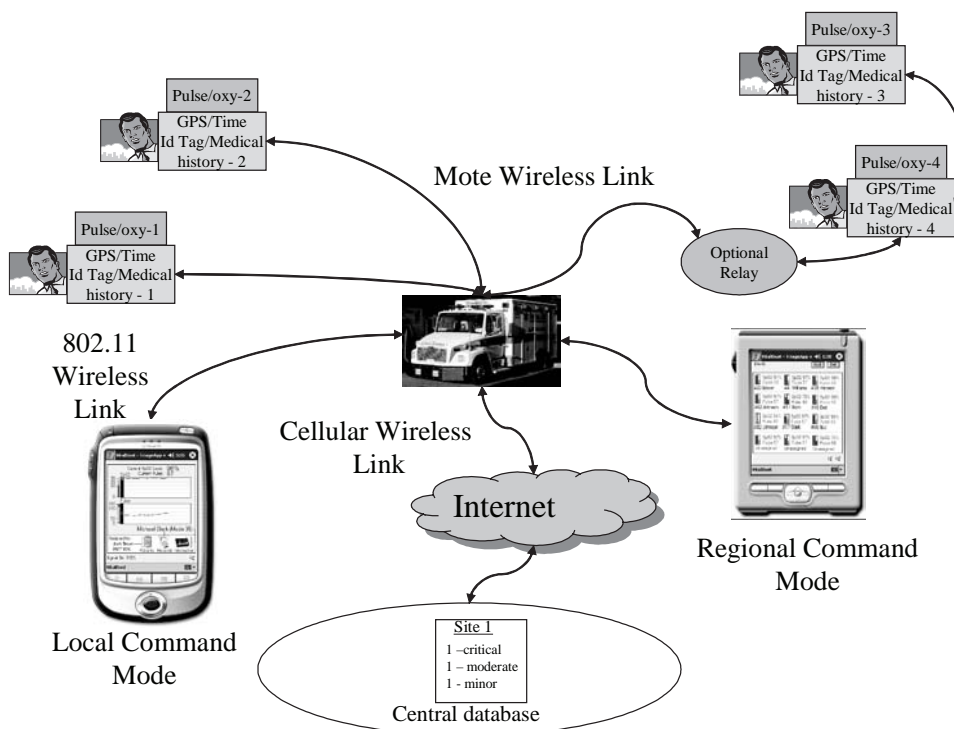 Pulse/oxy-3
GPS/Time
Id Tag/Medical
history - 3
Pulse/oxy-2
GPS/Time
Id Tag/Medical
history - 2
Pulse/oxy-4
GPS/Time
Id Tag/Medical
history - 4
Mote Wireless Link
Pulse/oxy-1
GPS/Time
Id Tag/Medical
history - 1
Optional
Relay
802.11
Wireless
Link
Cellular Wireless
Link
Internet
Regional Command
Mode
Local Command
Mode
Site 1
1 –critical
1 – moderate
1 - minor
Central database